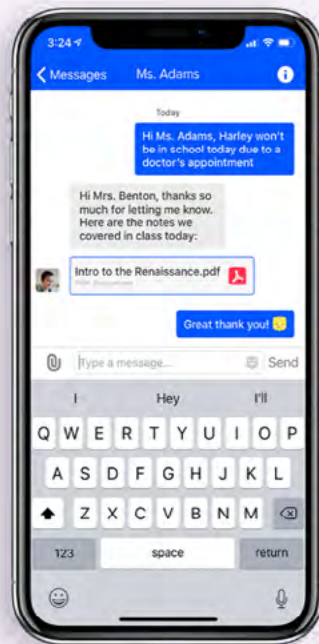 3:24
Messages
Ms. Adams
Today
Hi Ms. Adams, Harley won't
be in school today due to a
doctor's appointment
Hi Mrs. Benton, thanks so
much for letting me know.
Here are the notes we
covered in class today:
Intro to the Renaissance.pdf
Great thank you!
Type a message...
Send
I
Hey
I'll
Q W E R T Y U I O P
A S D F G H J K L
Z X C V B N M
123
space
return